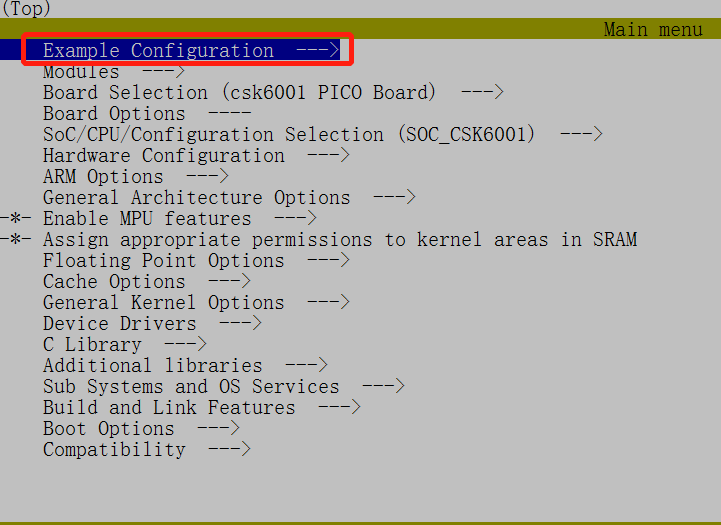 (Top)
Main menu
Example Configuration  --->
Modules  --->
Board Selection (csk6001 PICO Board)  --->
Board Options  ----
SoC/CPU/Configuration Selection (SOC_CSK6001)  --->
Hardware Configuration  --->
ARM Options  --->
General Architecture Options  --->
-*- Enable MPU features  --->
-*- Assign appropriate permissions to kernel areas in SRAM
Floating Point Options  --->
Cache Options  --->
General Kernel Options  --->
Device Drivers  --->
C Library  --->
Additional libraries  --->
Sub Systems and OS Services  --->
Build and Link Features  --->
Boot Options  --->
Compatibility  --->